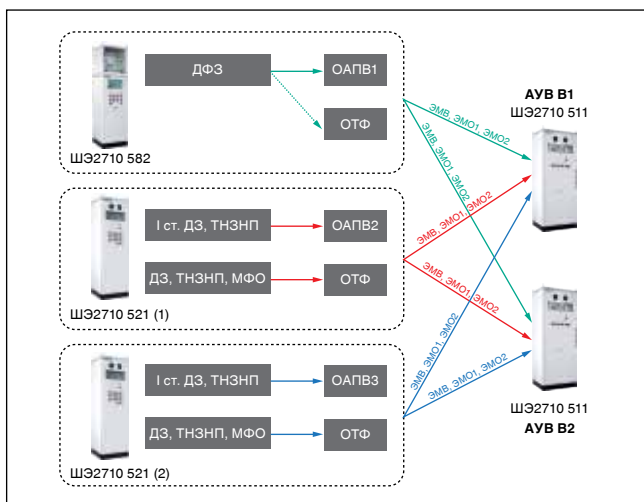 ДФЗ
ОАПВ1
ОТФ
ШЭ2710 582
I ст. ДЗ, ТНЗНП
ОАПВ2
ДЗ, ТНЗНП, МФО
ОТФ
ШЭ2710 521 (1)
I ст. ДЗ, ТНЗНП
ОАПВ3
ДЗ, ТНЗНП, МФО
ОТФ
ШЭ2710 521 (2)
ЭМВ, ЭМО1, ЭМО2
ЭМВ, ЭМО1, ЭМО2
ЭМВ, ЭМО1, ЭМО2
ЭМВ, ЭМО1, ЭМО2
ЭМВ, ЭМО1, ЭМО2
ЭМВ, ЭМО1, ЭМО2
АУВ В1
ШЭ2710 511
ШЭ2710 511
АУВ В2